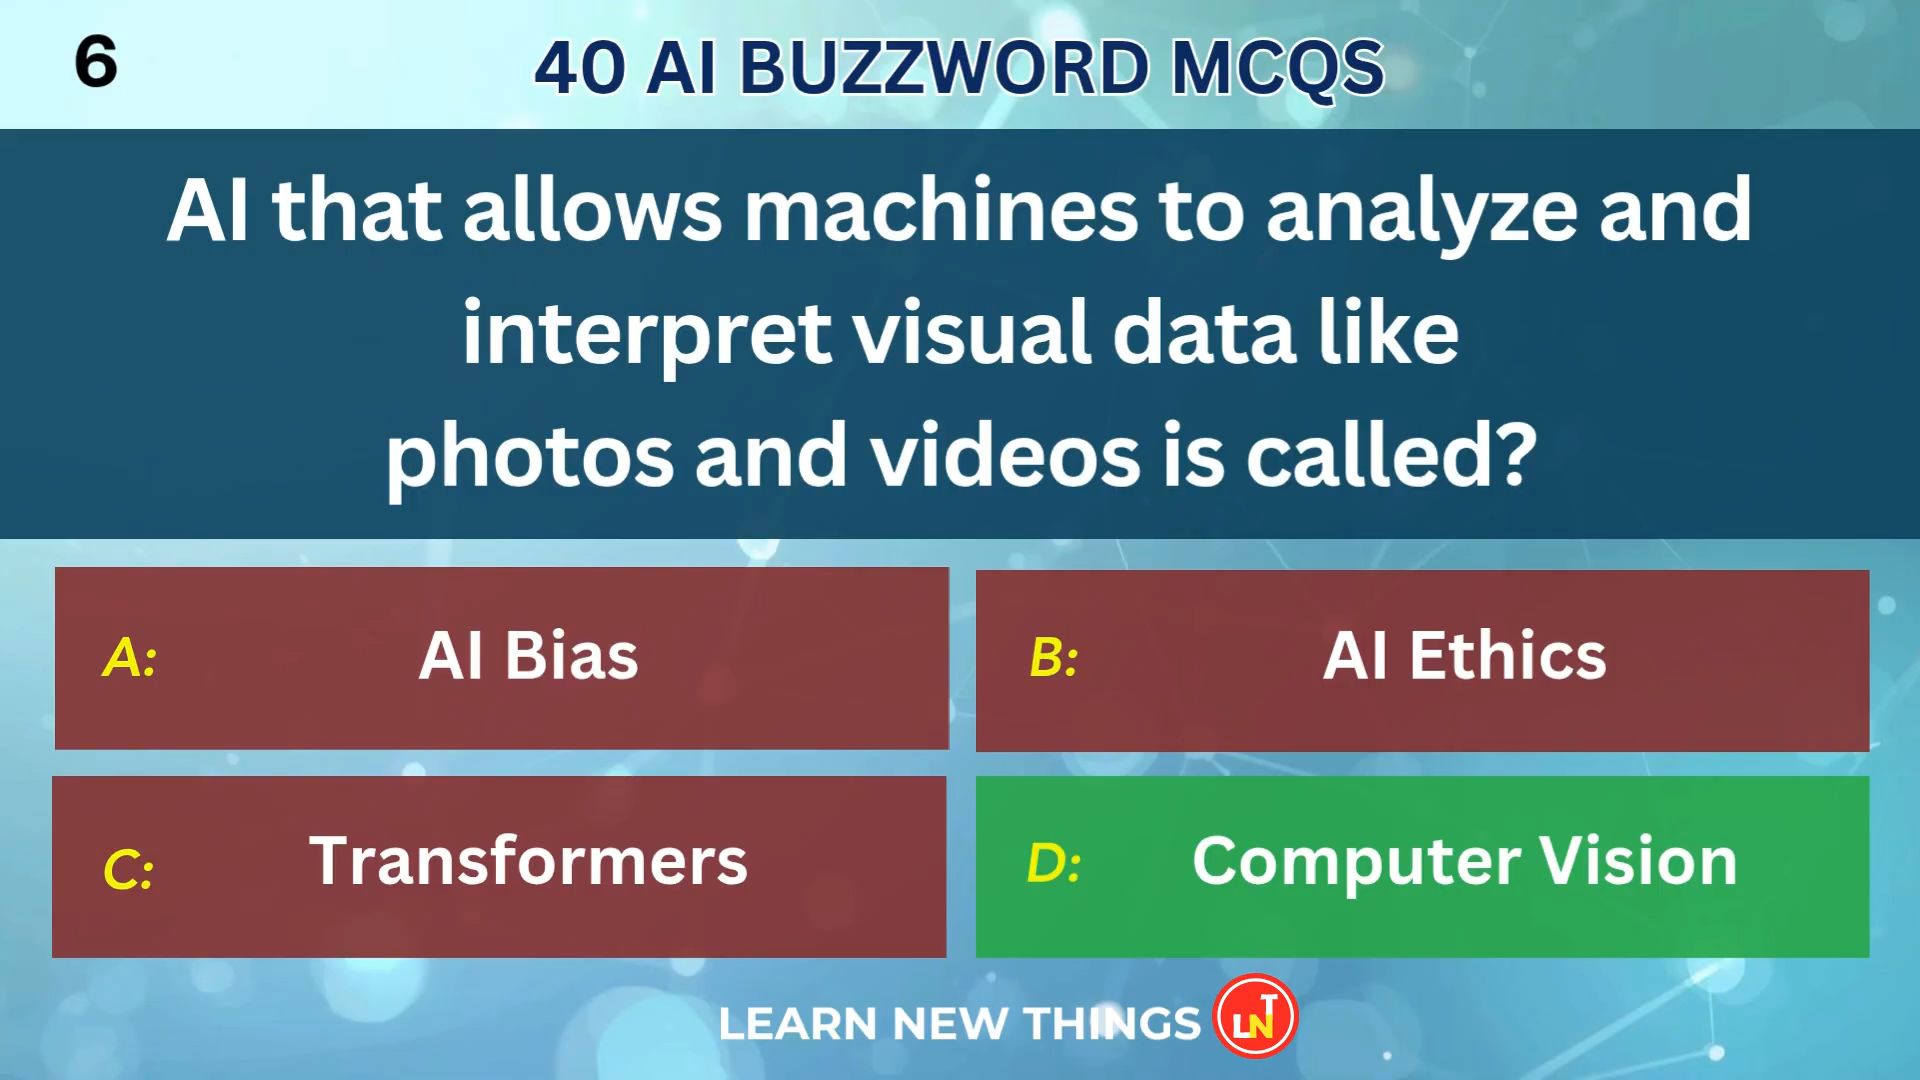 6
40 AI BUZZWORD MCQS
AI that allows machines to analyze and
interpret visual data like
photos and videos is called?
A: AI Bias
B: AI Ethics
C: Transformers
D: Computer Vision
LEARN NEW THINGS LNT